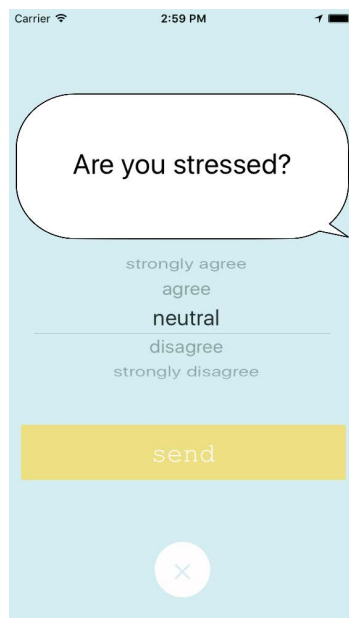 Carrier 2:59 PM
Are you stressed?
strongly agree
agree
neutral
disagree
strongly disagree
send
×